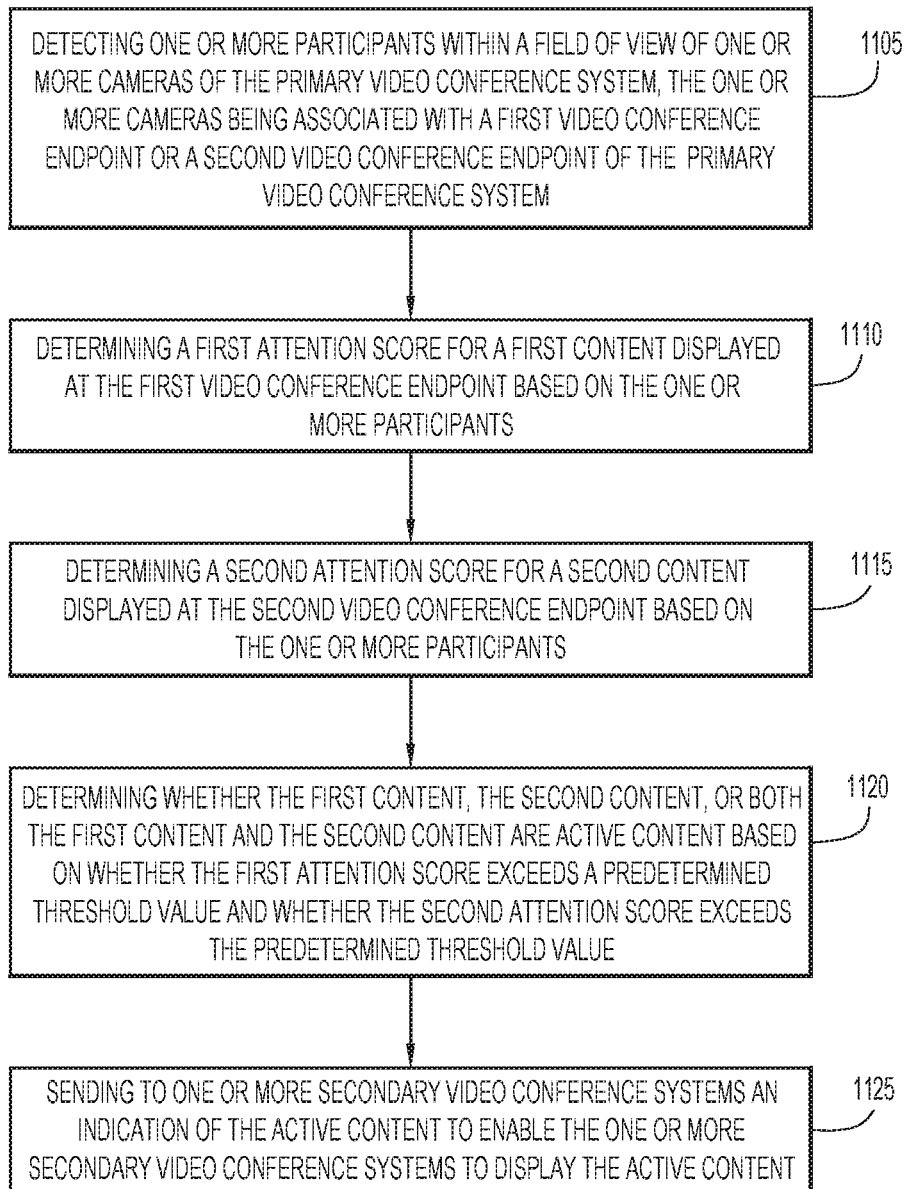 DETECTING ONE OR MORE PARTICIPANTS WITHIN A FIELD OF VIEW OF ONE OR
MORE CAMERAS OF THE PRIMARY VIDEO CONFERENCE SYSTEM, THE ONE OR
MORE CAMERAS BEING ASSOCIATED WITH A FIRST VIDEO CONFERENCE
ENDPOINT OR A SECOND VIDEO CONFERENCE ENDPOINT OF THE PRIMARY
VIDEO CONFERENCE SYSTEM
1105
DETERMINING A FIRST ATTENTION SCORE FOR A FIRST CONTENT DISPLAYED
AT THE FIRST VIDEO CONFERENCE ENDPOINT BASED ON THE ONE OR
MORE PARTICIPANTS
1110
DETERMINING A SECOND ATTENTION SCORE FOR A SECOND CONTENT
DISPLAYED AT THE SECOND VIDEO CONFERENCE ENDPOINT BASED ON
THE ONE OR MORE PARTICIPANTS
1115
DETERMINING WHETHER THE FIRST CONTENT, THE SECOND CONTENT, OR BOTH
THE FIRST CONTENT AND THE SECOND CONTENT ARE ACTIVE CONTENT BASED
ON WHETHER THE FIRST ATTENTION SCORE EXCEEDS A PREDETERMINED
THRESHOLD VALUE AND WHETHER THE SECOND ATTENTION SCORE EXCEEDS
THE PREDETERMINED THRESHOLD VALUE
1120
SENDING TO ONE OR MORE SECONDARY VIDEO CONFERENCE SYSTEMS AN
INDICATION OF THE ACTIVE CONTENT TO ENABLE THE ONE OR MORE
SECONDARY VIDEO CONFERENCE SYSTEMS TO DISPLAY THE ACTIVE CONTENT
1125